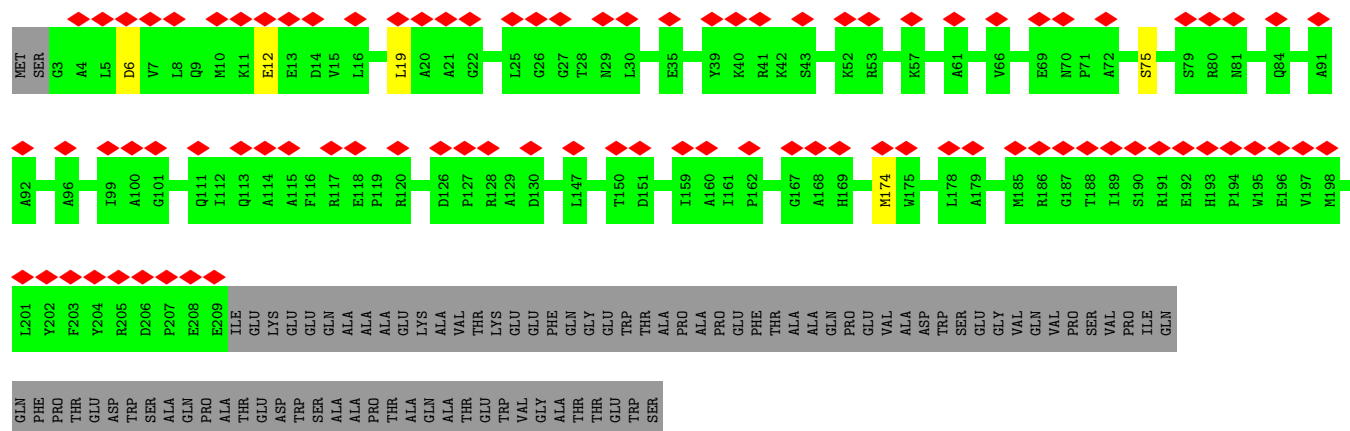 MET SER G3 A4 L5 D6 V7 L8 Q9 M10 K11 E12 E13 D14 V15 L16 L19 A20 A21 G22 L25 G26 G27 T28 N29 L30 E35 Y39 K40 R41 K42 S43 K52 R53 K57 A61 V66 E69 N70 P71 A72 S75 S79 R80 N81 Q84 A91
A92 A96 I99 A100 G101 Q111 I112 Q113 A114 A115 F116 R117 E118 P119 R120 D126 P127 R128 A129 D130 L147 T150 D151 I159 A160 I161 P162 G167 A168 H169 M174 W175 L178 A179 M185 R186 G187 T188 I189 S190 R191 E192 H193 P194 W195 E196 V197 M198
L201 Y202 F203 Y204 R205 D206 P207 E208 E209 ILE GLU LYS GLU GLU GLN ALA ALA ALA GLU LYS ALA VAL THR LYS GLU GLU PHE GLN GLY GLU TRP THR ALA PRO ALA PRO GLU PHE THR ALA ALA GLN PRO GLU VAL ALA ASP TRP SER GLU GLY VAL GLN VAL PRO SER VAL PRO ILE GLN
GLN PHE PRO THR GLU ASP TRP SER ALA GLN PRO ALA THR GLU ASP TRP SER ALA ALA PRO THR ALA GLN ALA THR GLU TRP VAL GLY ALA THR THR GLU TRP SER